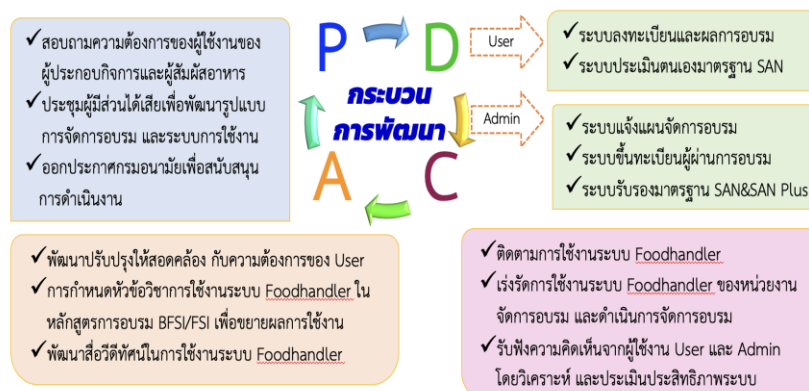 ✓สอบถามความต้องการของผู้ใช้งานของ
ผู้ประกอบกิจการและผู้สัมผัสอาหาร
✓ประชุมผู้มีส่วนได้เสียเพื่อพัฒนารูปแบบ
การจัดการอบรม และระบบการใช้งาน
✓ออกประกาศกรมอนามัยเพื่อสนับสนุน
การดำเนินงาน
P
D
กระบวน
การพัฒนา
A
C
User
Admin
✓ระบบลงทะเบียนและผลการอบรม
✓ระบบประเมินตนเองมาตรฐาน SAN
✓ระบบแจ้งแผนจัดการอบรม
✓ระบบขึ้นทะเบียนผู้ผ่านการอบรม
✓ระบบรับรองมาตรฐาน SAN&SAN Plus
✓พัฒนาปรับปรุงให้สอดคล้อง กับความต้องการของ User
✓การกำหนดหัวข้อวิชาการใช้งานระบบ Foodhandler ใน
หลักสูตรการอบรม BFSI/FSI เพื่อขยายผลการใช้งาน
✓พัฒนาสื่อวีดีทัศน์ในการใช้งานระบบ Foodhandler
✓ติดตามการใช้งานระบบ Foodhandler
✓เร่งรัดการใช้งานระบบ Foodhandler ของหน่วยงาน
จัดการอบรม และดำเนินการจัดการอบรม
✓รับฟังความคิดเห็นจากผู้ใช้งาน User และ Admin
โดยวิเคราะห์ และประเมินประสิทธิภาพระบบ